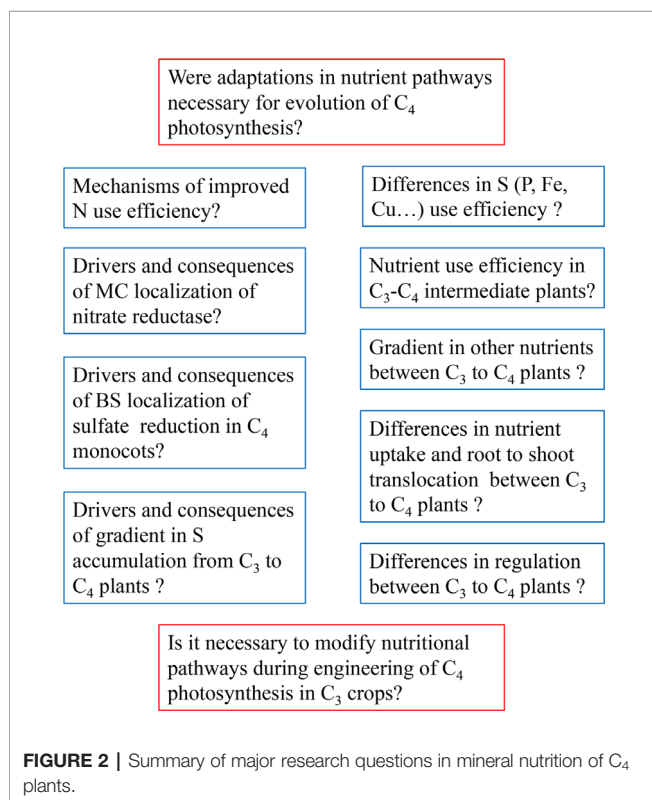 Were adaptations in nutrient pathways
necessary for evolution of C₄
photosynthesis?
Mechanisms of improved
N use efficiency?
Drivers and consequences
of MC localization of
nitrate reductase?
Drivers and consequences
of BS localization of
sulfate reduction in C₄
monocots?
Drivers and consequences
of gradient in S
accumulation from C₃ to
C₄ plants ?
Differences in S (P, Fe,
Cu…) use efficiency ?
Nutrient use efficiency in
C₃-C₄ intermediate plants?
Gradient in other nutrients
between C₃ to C₄ plants ?
Differences in nutrient
uptake and root to shoot
translocation between C₃
to C₄ plants ?
Differences in regulation
between C₃ to C₄ plants ?
Is it necessary to modify nutritional
pathways during engineering of C₄
photosynthesis in C₃ crops?
FIGURE 2 | Summary of major research questions in mineral nutrition of C₄
plants.